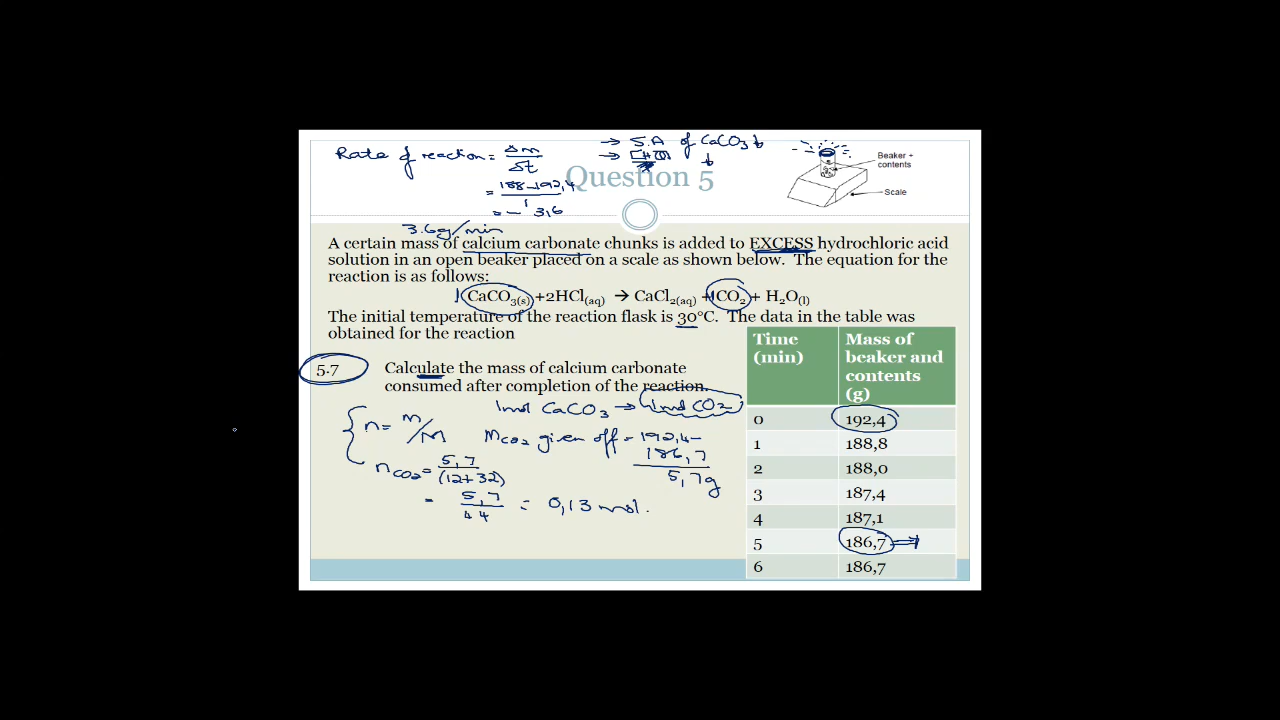 Rate of reaction = Δm/Δt
→ S.A of CaCO3
→
= 188-192,4/1
= - 3,6
3.6g/min
Question 5
Beaker + contents
Scale
A certain mass of calcium carbonate chunks is added to EXCESS hydrochloric acid
solution in an open beaker placed on a scale as shown below. The equation for the
reaction is as follows:
1 CaCO3(s) +2HCl(aq) → CaCl2(aq) +1CO2 + H2O(l)
The initial temperature of the reaction flask is 30°C. The data in the table was
obtained for the reaction
5.7 Calculate the mass of calcium carbonate
consumed after completion of the reaction.
1mol CaCO3 → 1mol CO2
n= m/M
mCO2 given off = 192,4-
186,7
5,7g
nCO2 = 5,7/(12+32)
= 5,7/44 = 0,13 mol.
Time (min) Mass of beaker and contents (g)
0 192,4
1 188,8
2 188,0
3 187,4
4 187,1
5 186,7 →
6 186,7